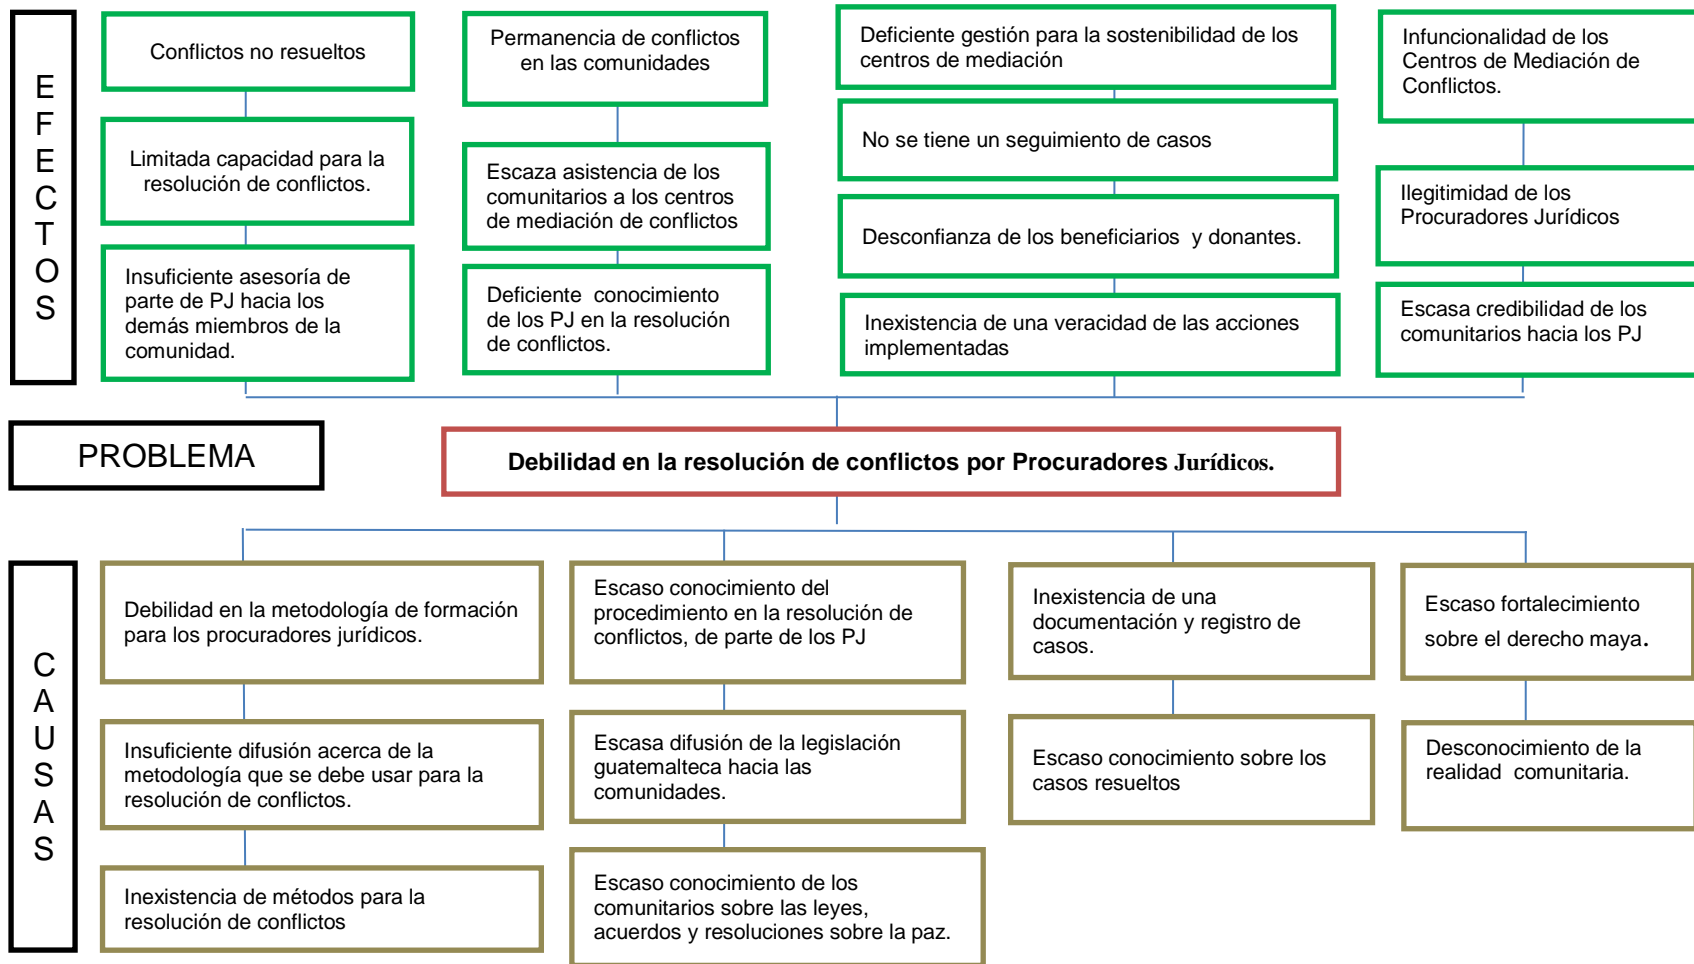 EFECTOS
Conflictos no resueltos
Limitada capacidad para la
resolución de conflictos.
Insuficiente asesoría de
parte de PJ hacia los
demás miembros de la
comunidad.
Permanencia de conflictos
en las comunidades
Escaza asistencia de los
comunitarios a los centros
de mediación de conflictos
Deficiente conocimiento
de los PJ en la resolución
de conflictos.
Deficiente gestión para la sostenibilidad de los
centros de mediación
No se tiene un seguimiento de casos
Desconfianza de los beneficiarios y donantes.
Inexistencia de una veracidad de las acciones
implementadas
Infuncionalidad de los
Centros de Mediación de
Conflictos.
Ilegitimidad de los
Procuradores Jurídicos
Escasa credibilidad de los
comunitarios hacia los PJ
PROBLEMA
Debilidad en la resolución de conflictos por Procuradores Jurídicos.
CAUSAS
Debilidad en la metodología de formación
para los procuradores jurídicos.
Insuficiente difusión acerca de la
metodología que se debe usar para la
resolución de conflictos.
Inexistencia de métodos para la
resolución de conflictos
Escaso conocimiento del
procedimiento en la resolución de
conflictos, de parte de los PJ
Escasa difusión de la legislación
guatemalteca hacia las
comunidades.
Escaso conocimiento de los
comunitarios sobre las leyes,
acuerdos y resoluciones sobre la paz.
Inexistencia de una
documentación y registro de
casos.
Escaso conocimiento sobre los
casos resueltos
Escaso fortalecimiento
sobre el derecho maya.
Desconocimiento de la
realidad comunitaria.